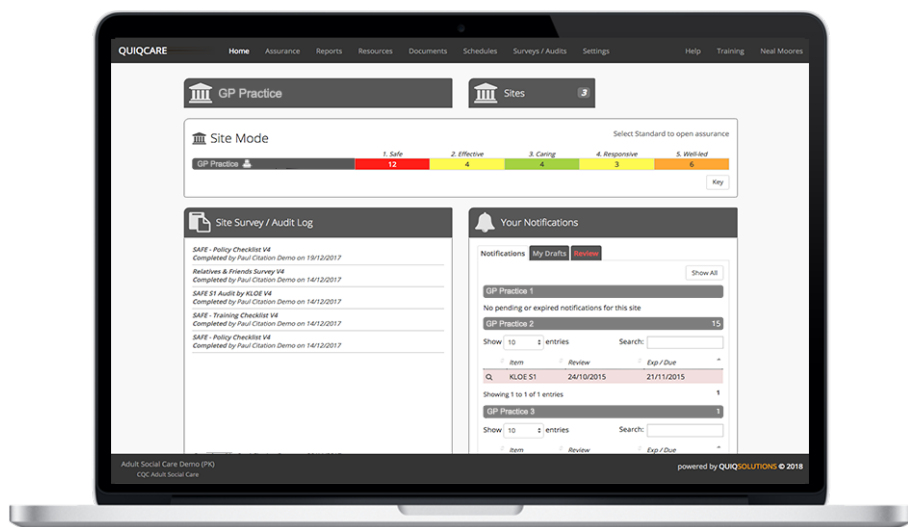 QUIQCARE Home Assurance Reports Resources Documents Schedules Surveys / Audits Settings Help Training Neal Moores
GP Practice
Sites 3
Site Mode
Select Standard to open assurance
1. Safe 2. Effective 3. Caring 4. Responsive 5. Well-led
GP Practice 12 4 4 3 6
Key
Site Survey / Audit Log
SAFE - Policy Checklist V4
Completed by Paul Citation Demo on 19/12/2017
Relatives & Friends Survey V4
Completed by Paul Citation Demo on 14/12/2017
SAFE S1 Audit by KLOE V4
Completed by Paul Citation Demo on 14/12/2017
SAFE - Training Checklist V4
Completed by Paul Citation Demo on 14/12/2017
SAFE - Policy Checklist V4
Completed by Paul Citation Demo on 14/12/2017
Your Notifications
Notifications My Drafts Review
Show All
GP Practice 1
No pending or expired notifications for this site
GP Practice 2 15
Show 10 entries Search:
Item Review Exp / Due
KLOE S1 24/10/2015 21/11/2015
Showing 1 to 1 of 1 entries 1
GP Practice 3 1
Show 10 entries Search:
Item Review Exp / Due
Adult Social Care Demo (PK)
CQC Adult Social Care
powered by QUIQSOLUTIONS © 2018